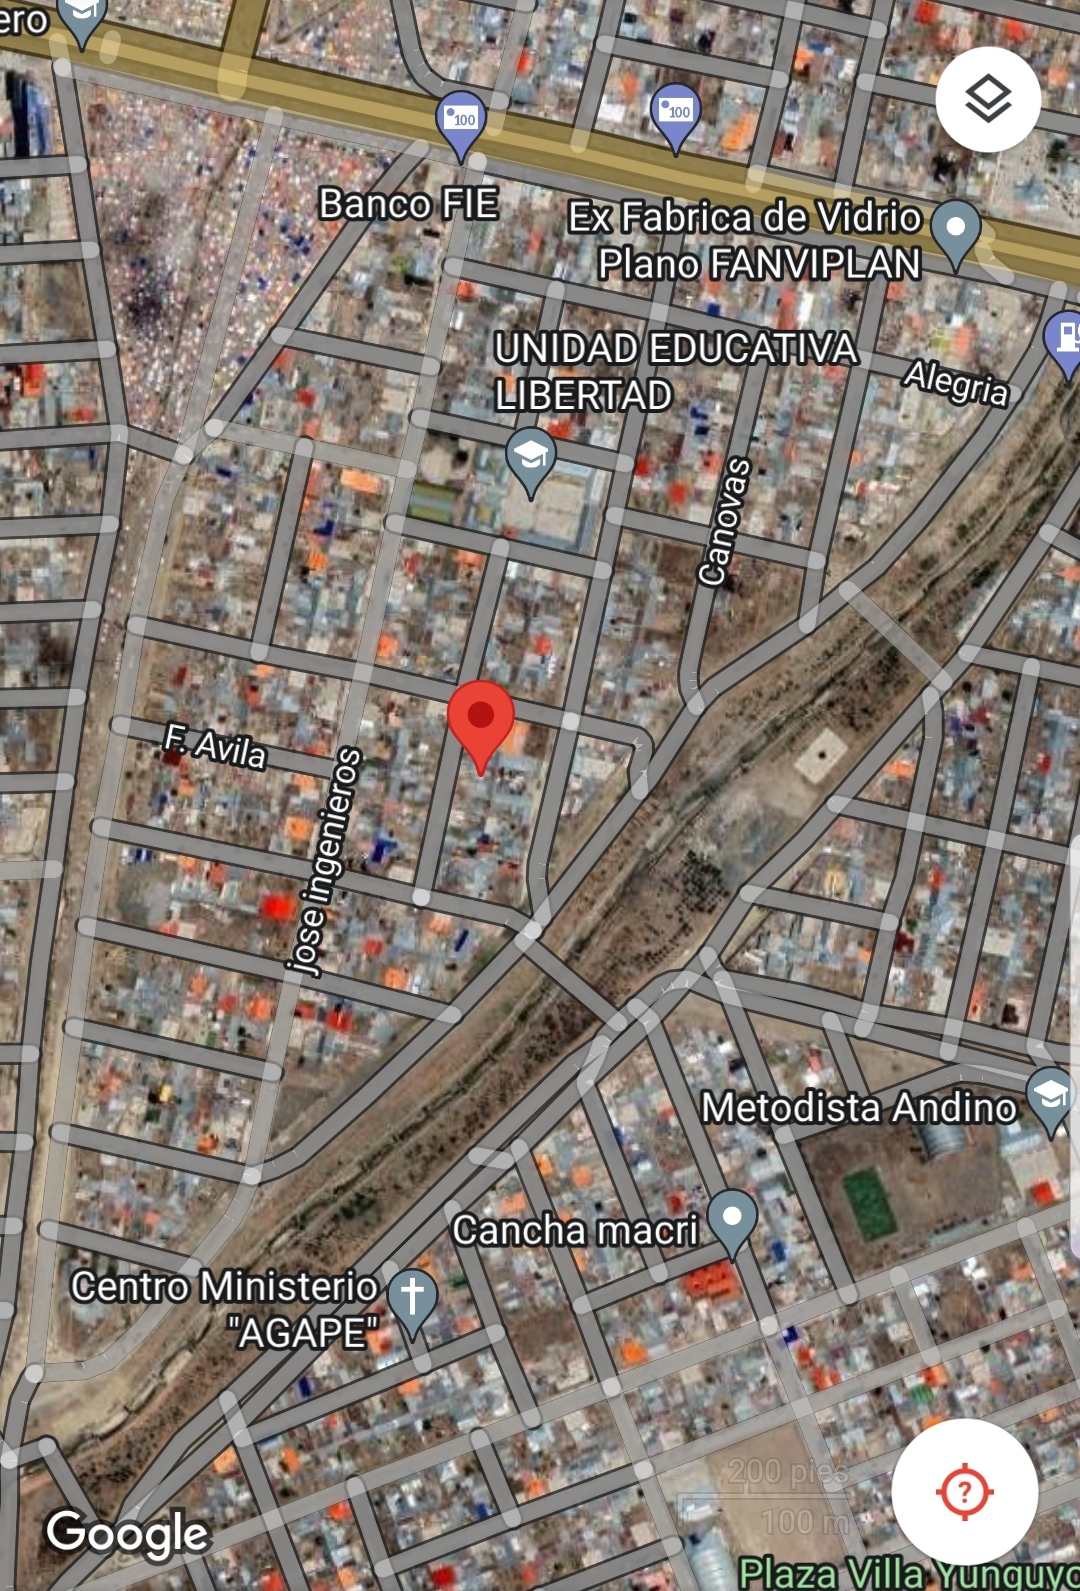 ero
100
100
Banco FIE
Ex Fabrica de Vidrio
Plano FANVIPLAN
UNIDAD EDUCATIVA
LIBERTAD
Alegria
Canovas
F. Avila
jose ingenieros
Metodista Andino
Cancha macri
Centro Ministerio
"AGAPE"
200 pies
100 m
?
Google
Plaza Villa Yunguyo